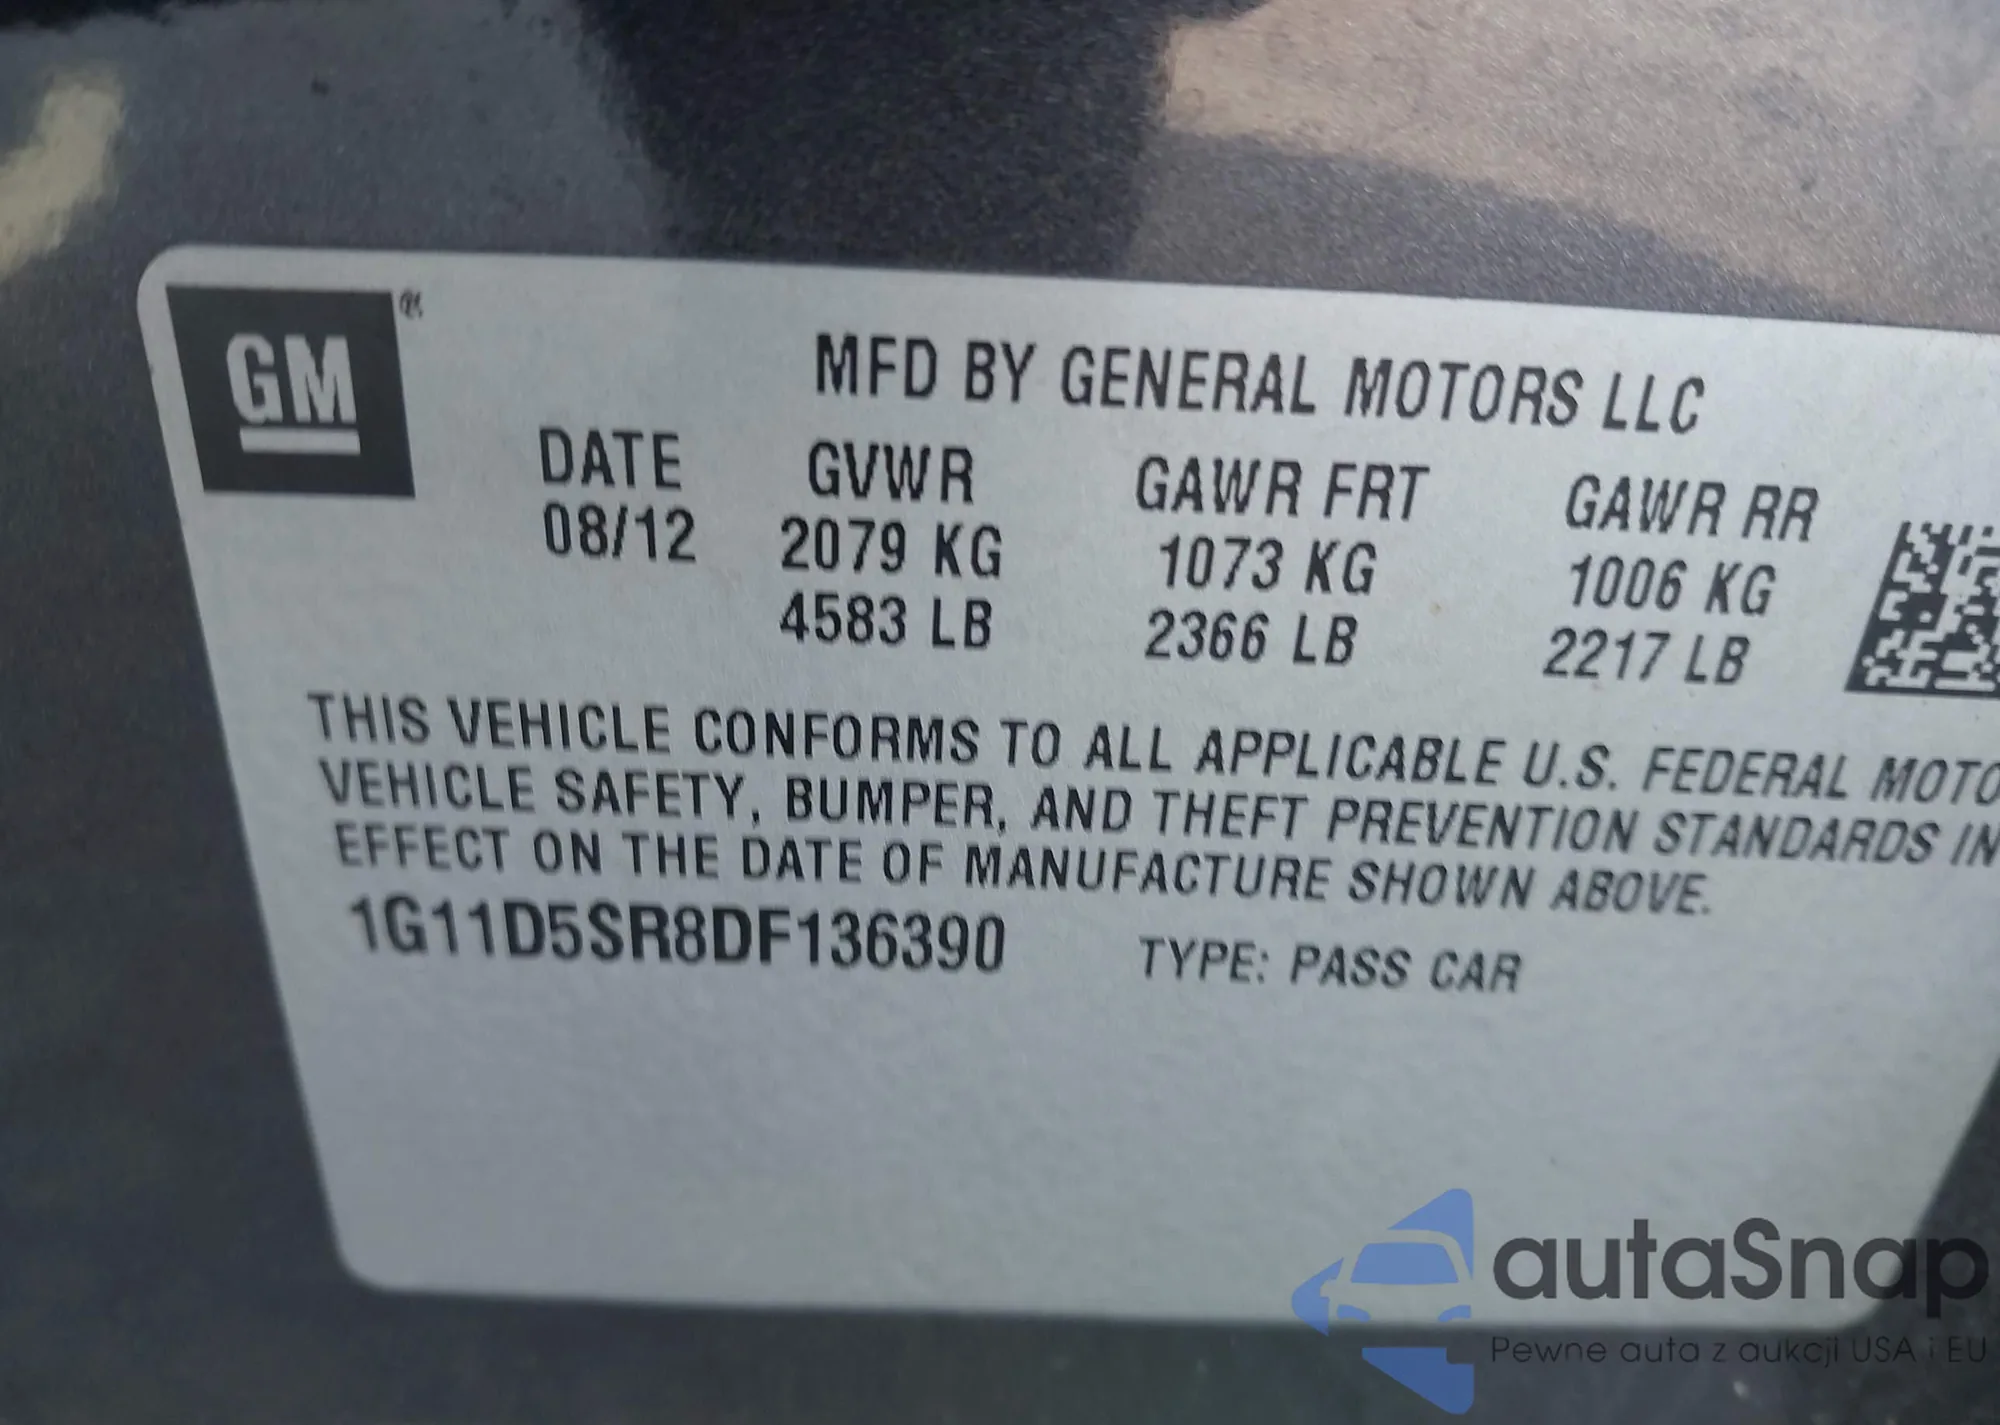 GM®
MFD BY GENERAL MOTORS LLC
DATE GVWR GAWR FRT GAWR RR
08/12 2079 KG 1073 KG 1006 KG
4583 LB 2366 LB 2217 LB
THIS VEHICLE CONFORMS TO ALL APPLICABLE U.S. FEDERAL MOTO
VEHICLE SAFETY, BUMPER, AND THEFT PREVENTION STANDARDS IN
EFFECT ON THE DATE OF MANUFACTURE SHOWN ABOVE.
1G11D5SR8DF136390 TYPE: PASS CAR
autaSnap
Pewne auta z aukcji USA i EU